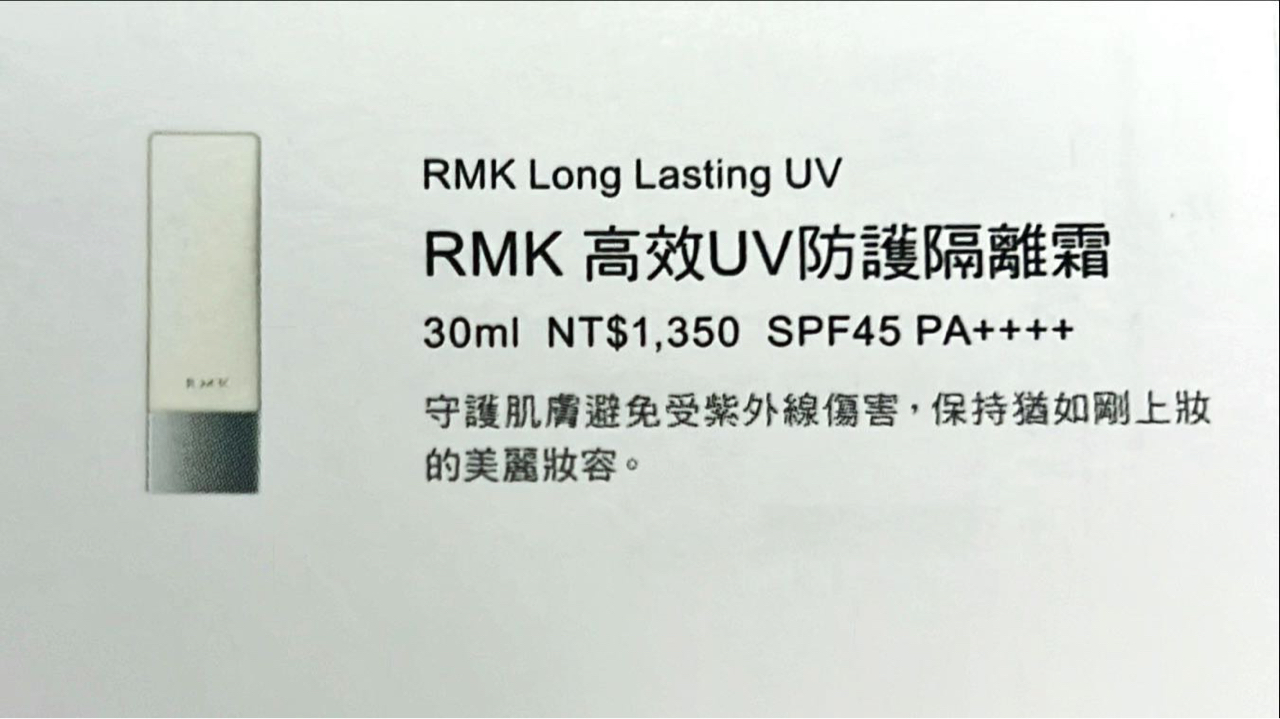 RMK Long Lasting UV
RMK 高效UV防護隔離霜
30ml NT$1,350 SPF45 PA++++
守護肌膚避免受紫外線傷害，保持猶如剛上妝
的美麗妝容。
RMK